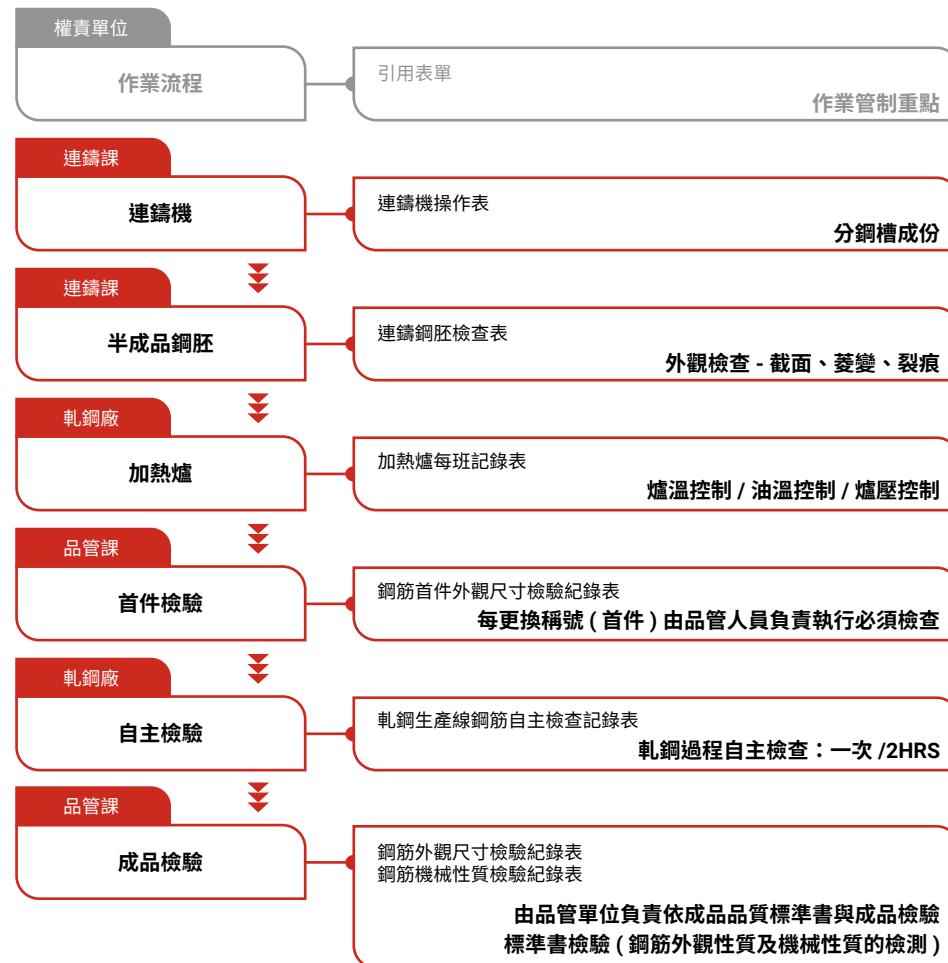 權責單位
作業流程
引用表單
作業管制重點
連鑄課
連鑄機
連鑄機操作表
分鋼槽成份
連鑄課
半成品鋼胚
連鑄鋼胚檢查表
外觀檢查 - 截面、菱變、裂痕
軋鋼廠
加熱爐
加熱爐每班記錄表
爐溫控制 / 油溫控制 / 爐壓控制
品管課
首件檢驗
鋼筋首件外觀尺寸檢驗紀錄表
每更換稱號 ( 首件 ) 由品管人員負責執行必須檢查
軋鋼廠
自主檢驗
軋鋼生產線鋼筋自主檢查記錄表
軋鋼過程自主檢查：一次 /2HRS
品管課
成品檢驗
鋼筋外觀尺寸檢驗紀錄表
鋼筋機械性質檢驗紀錄表
由品管單位負責依成品品質標準書與成品檢驗
標準書檢驗 ( 鋼筋外觀性質及機械性質的檢測 )